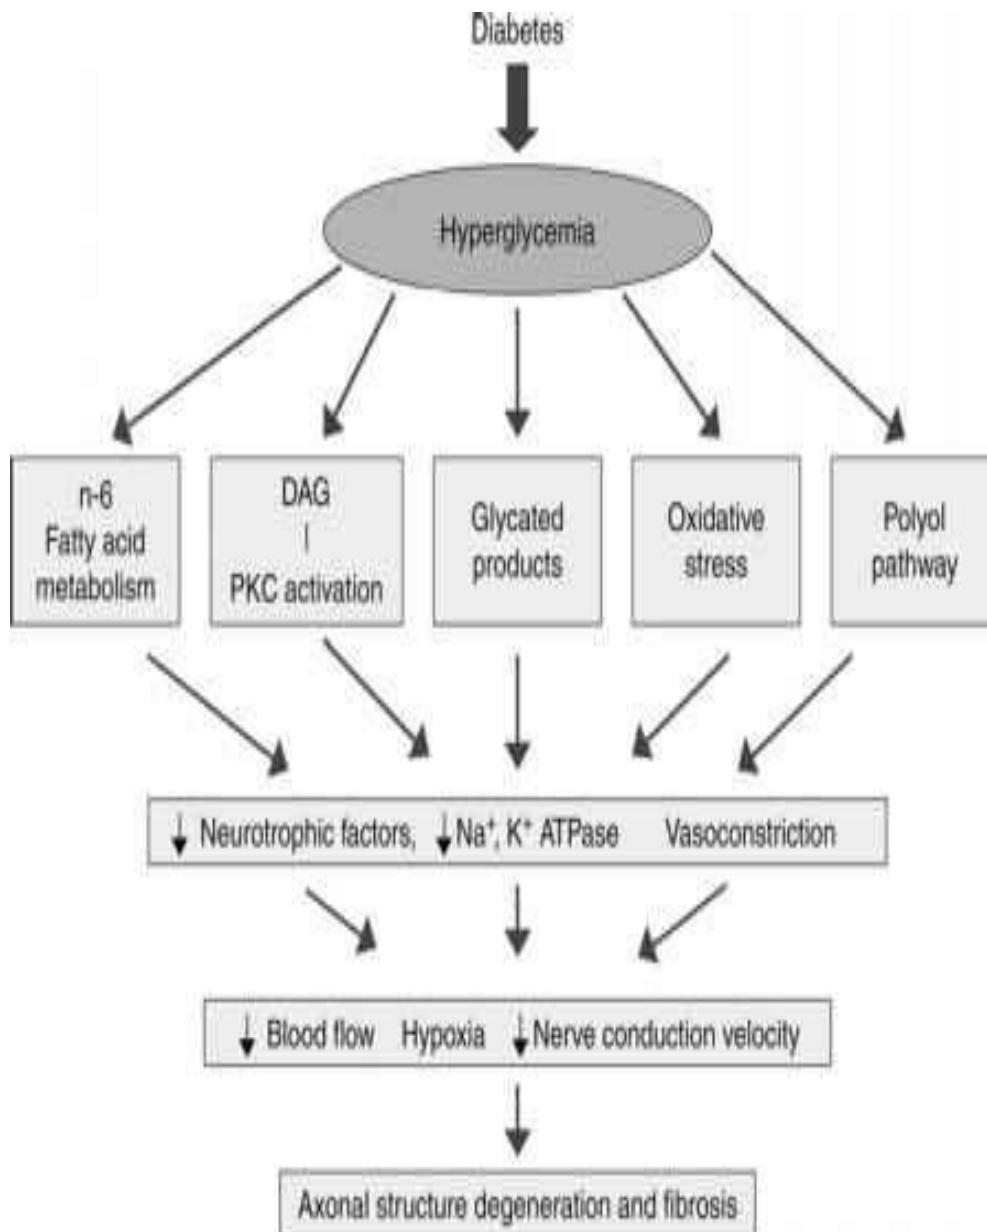 Diabetes
Hyperglycemia
n-6
Fatty acid
metabolism
DAG
PKC activation
Glycated
products
Oxidative
stress
Polyol
pathway
↓ Neurotrophic factors, ↓ Na⁺, K⁺ ATPase Vasoconstriction
↓ Blood flow Hypoxia ↓ Nerve conduction velocity
Axonal structure degeneration and fibrosis